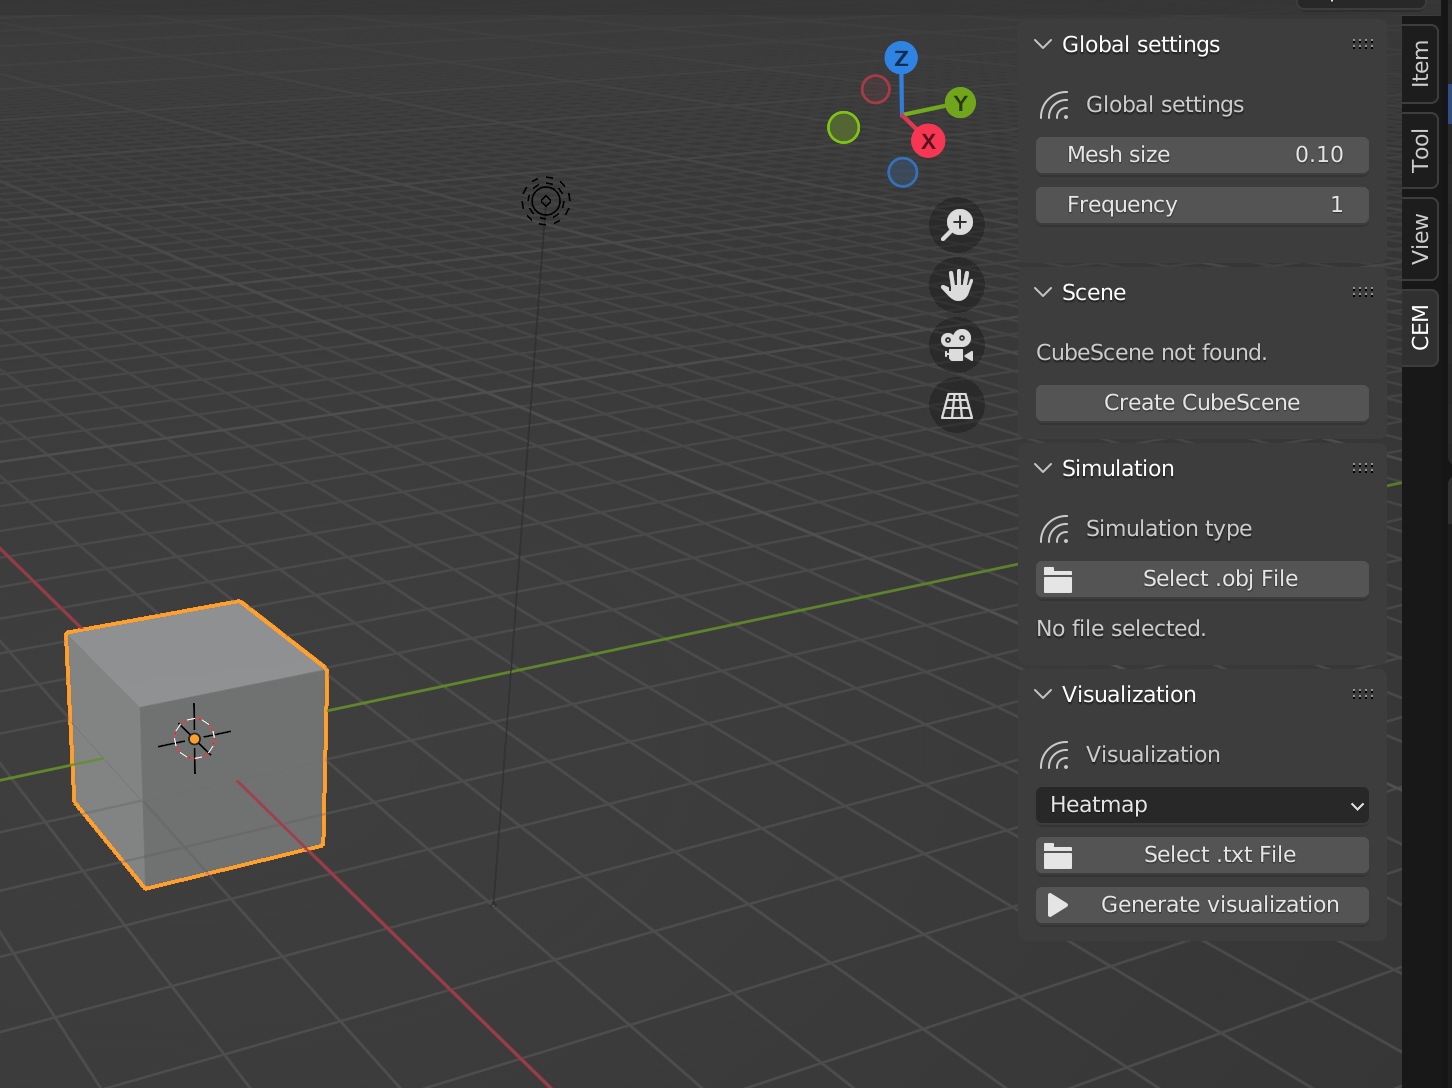 Z
Y
X
Global settings
Global settings
Mesh size 0.10
Frequency 1
Scene
CubeScene not found.
Create CubeScene
Simulation
Simulation type
Select .obj File
No file selected.
Visualization
Visualization
Heatmap
Select .txt File
Generate visualization
Item
Tool
View
CEM